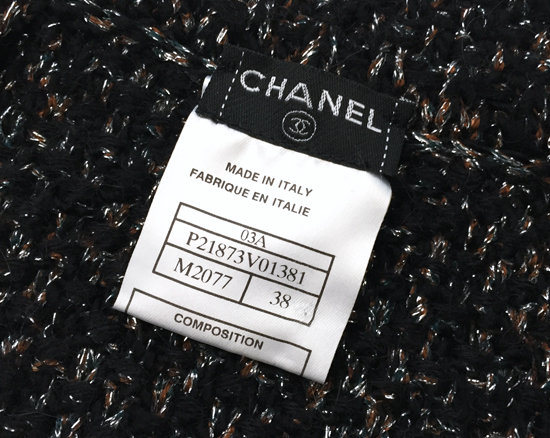 CHANEL
MADE IN ITALY
FABRIQUE EN ITALIE
03A
P21873V01381
M2077 38
COMPOSITION